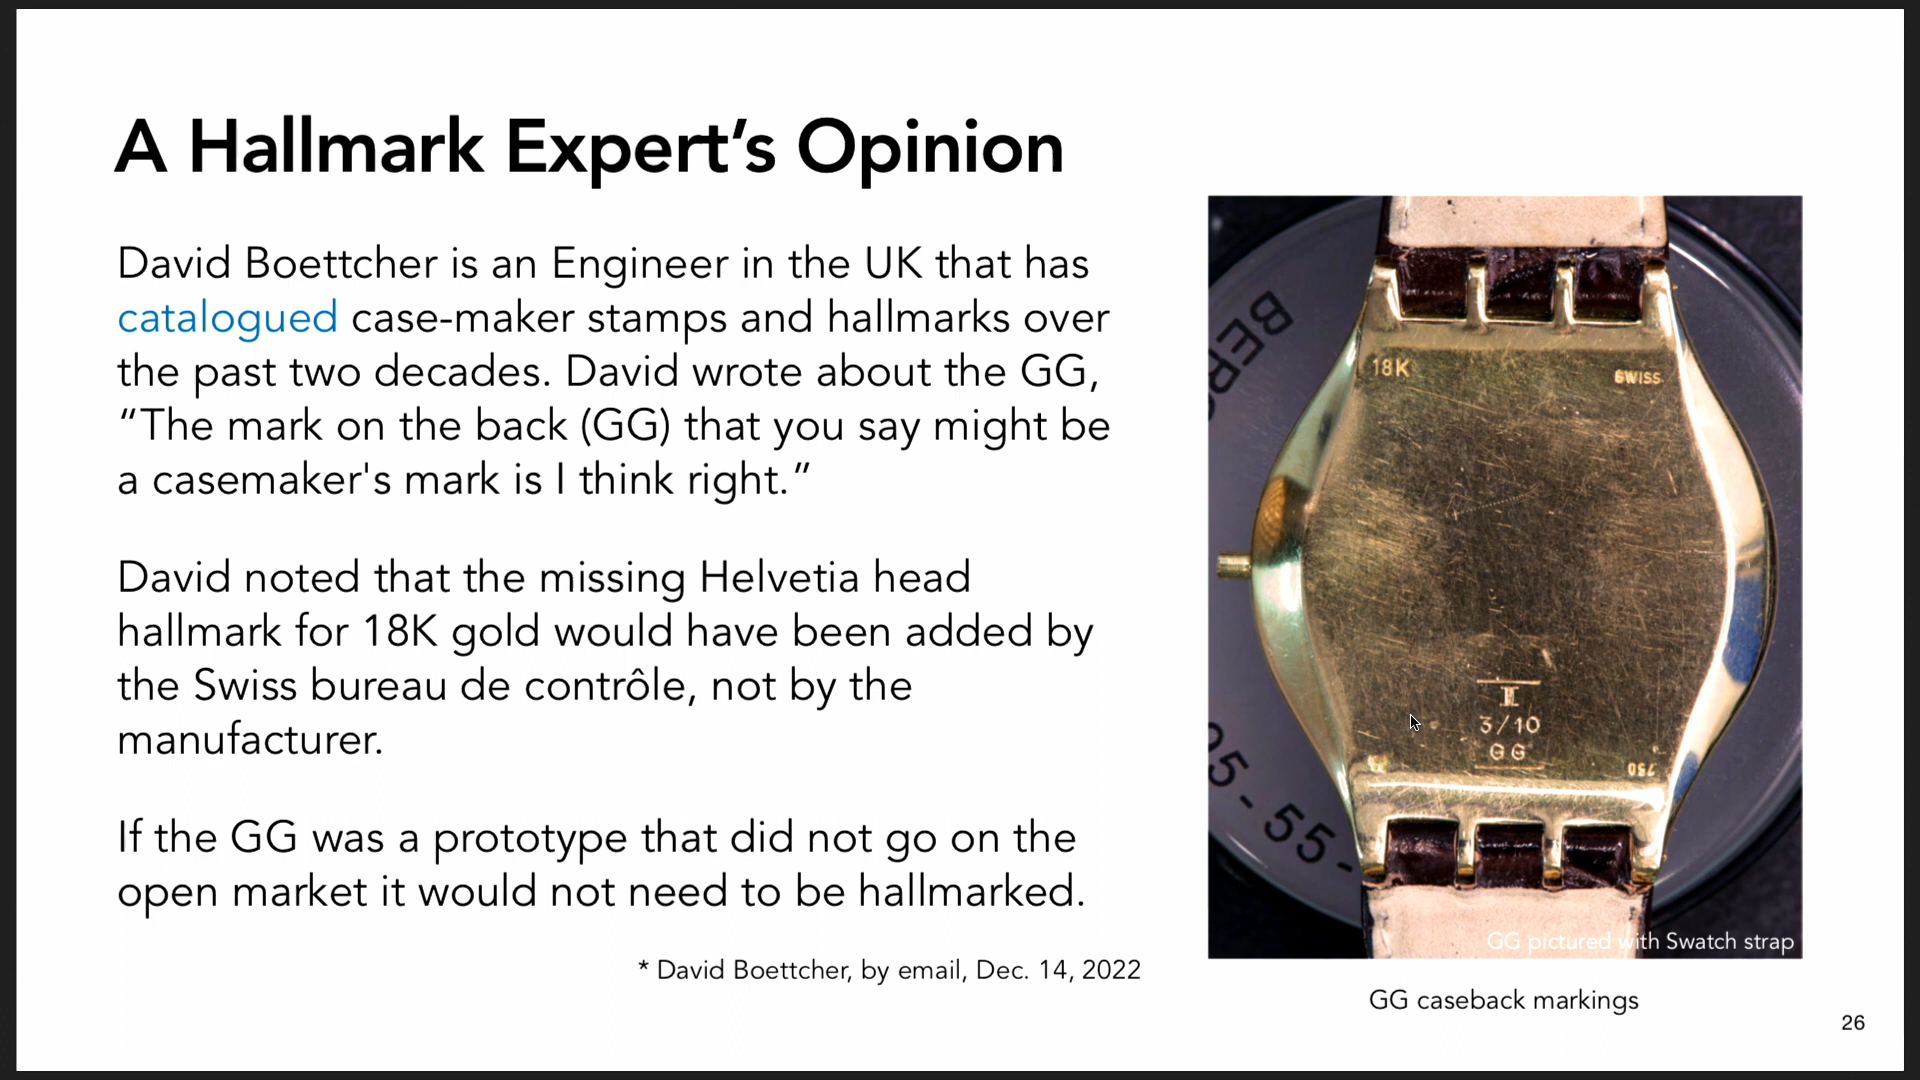 A Hallmark Expert’s Opinion
David Boettcher is an Engineer in the UK that has
catalogued case-maker stamps and hallmarks over
the past two decades. David wrote about the GG,
“The mark on the back (GG) that you say might be
a casemaker's mark is I think right.”
David noted that the missing Helvetia head
hallmark for 18K gold would have been added by
the Swiss bureau de contrôle, not by the
manufacturer.
If the GG was a prototype that did not go on the
open market it would not need to be hallmarked.
* David Boettcher, by email, Dec. 14, 2022
BER
18K
SWISS
3/10
GG
750
95-55-
GG pictured with Swatch strap
GG caseback markings
26